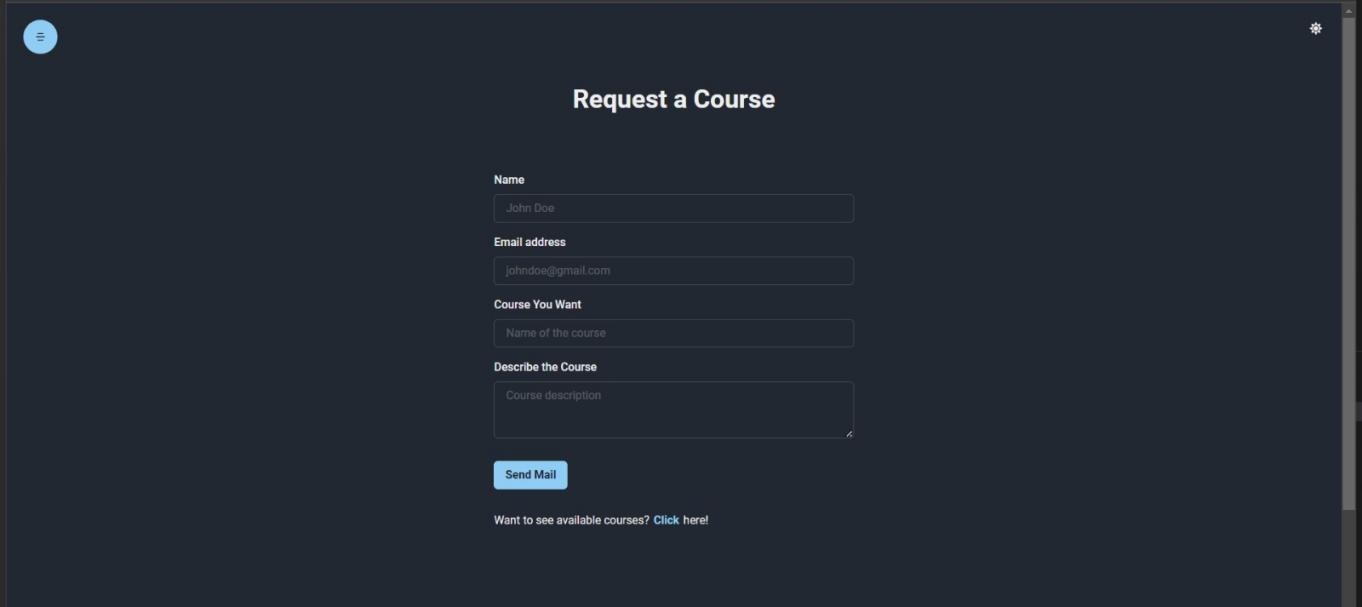 Request a Course
Name
John Doe
Email address
johndoe@gmail.com
Course You Want
Name of the course
Describe the Course
Course description
Send Mail
Want to see available courses? Click here!